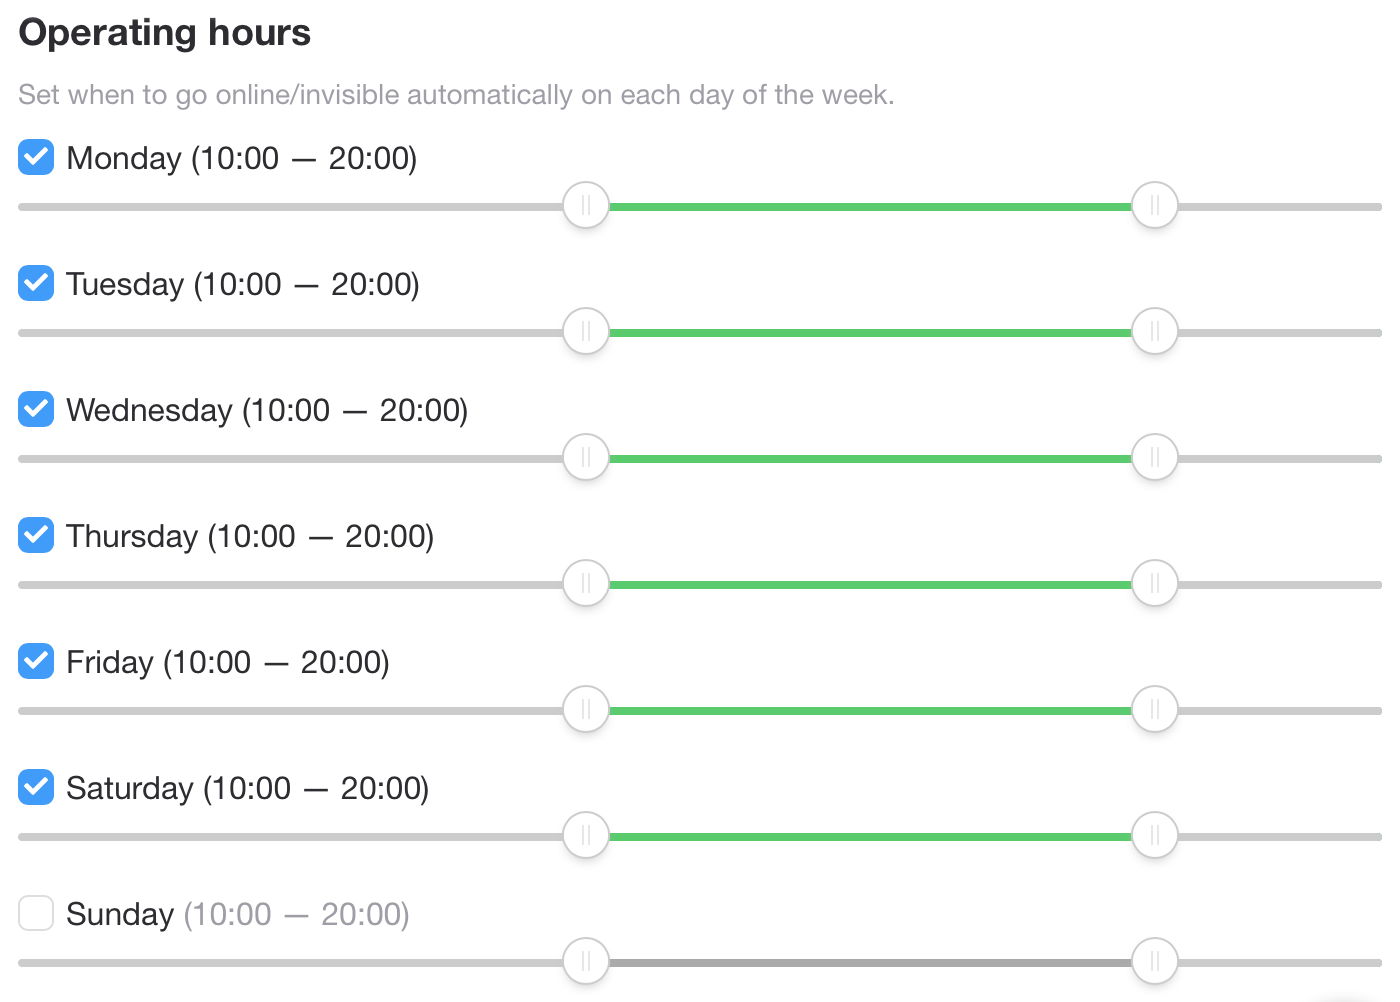 Operating hours
Set when to go online/invisible automatically on each day of the week.
Monday (10:00 — 20:00)
Tuesday (10:00 — 20:00)
Wednesday (10:00 — 20:00)
Thursday (10:00 — 20:00)
Friday (10:00 — 20:00)
Saturday (10:00 — 20:00)
Sunday (10:00 — 20:00)